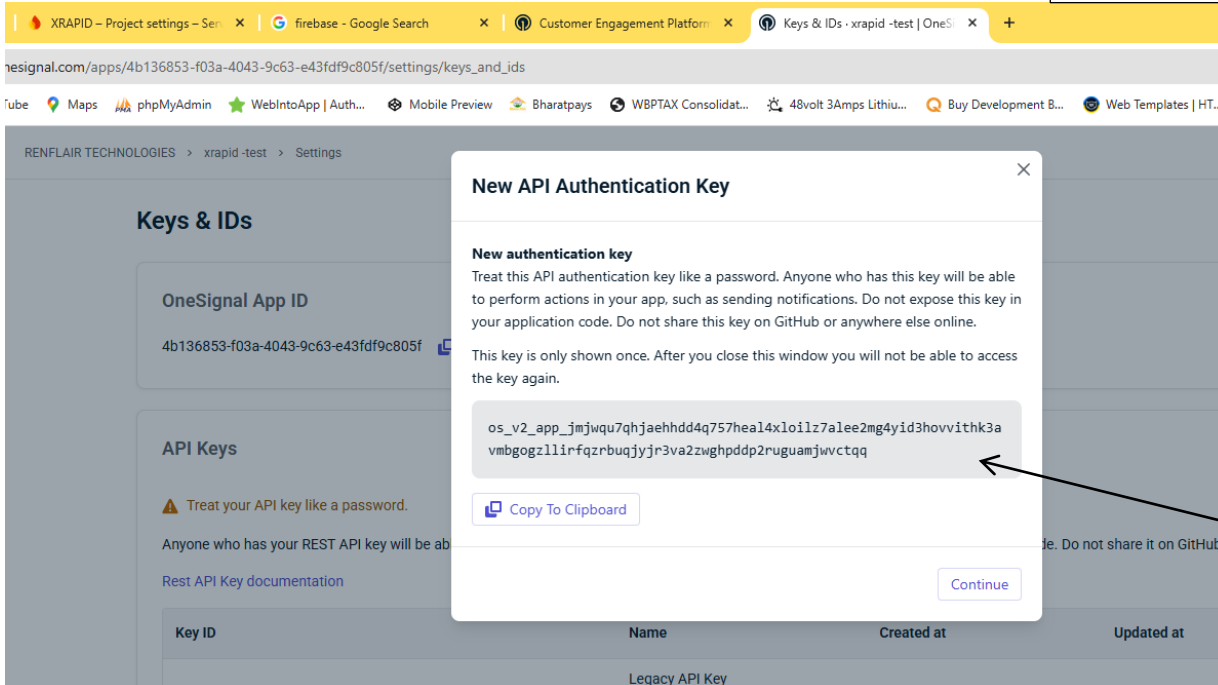 XRAPID – Project settings – Ser
firebase - Google Search
Customer Engagement Platform
Keys & IDs · xrapid -test | OneSi
nesignal.com/apps/4b136853-f03a-4043-9c63-e43fdf9c805f/settings/keys_and_ids
Tube Maps phpMyAdmin WebIntoApp | Auth... Mobile Preview Bharatpays WBPTAX Consolidat... 48volt 3Amps Lithiu... Buy Development B... Web Templates | HT...
RENFLAIR TECHNOLOGIES > xrapid -test > Settings
Keys & IDs
OneSignal App ID
4b136853-f03a-4043-9c63-e43fdf9c805f
API Keys
Treat your API key like a password.
Anyone who has your REST API key will be ab
de. Do not share it on GitHub
Rest API Key documentation
Key ID Name Created at Updated at
Legacy API Key
New API Authentication Key
New authentication key
Treat this API authentication key like a password. Anyone who has this key will be able
to perform actions in your app, such as sending notifications. Do not expose this key in
your application code. Do not share this key on GitHub or anywhere else online.
This key is only shown once. After you close this window you will not be able to access
the key again.
os_v2_app_jmjwqu7qhjaehhdd4q757heal4xloilz7alee2mg4yid3hovvithk3a
vmbgogzllirfqzrbuqjyjr3va2zwghpddp2ruguamjwvctqq
Copy To Clipboard
Continue